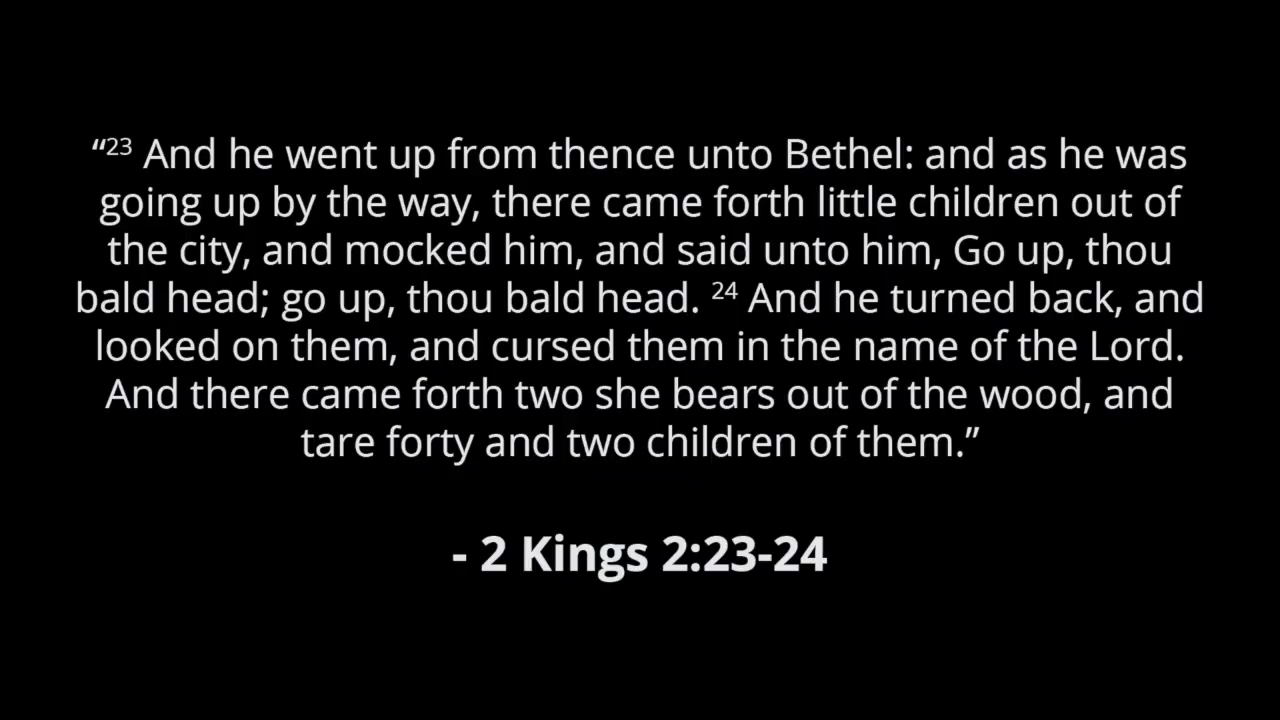 “²³ And he went up from thence unto Bethel: and as he was
going up by the way, there came forth little children out of
the city, and mocked him, and said unto him, Go up, thou
bald head; go up, thou bald head. ²⁴ And he turned back, and
looked on them, and cursed them in the name of the Lord.
And there came forth two she bears out of the wood, and
tare forty and two children of them.”
- 2 Kings 2:23-24